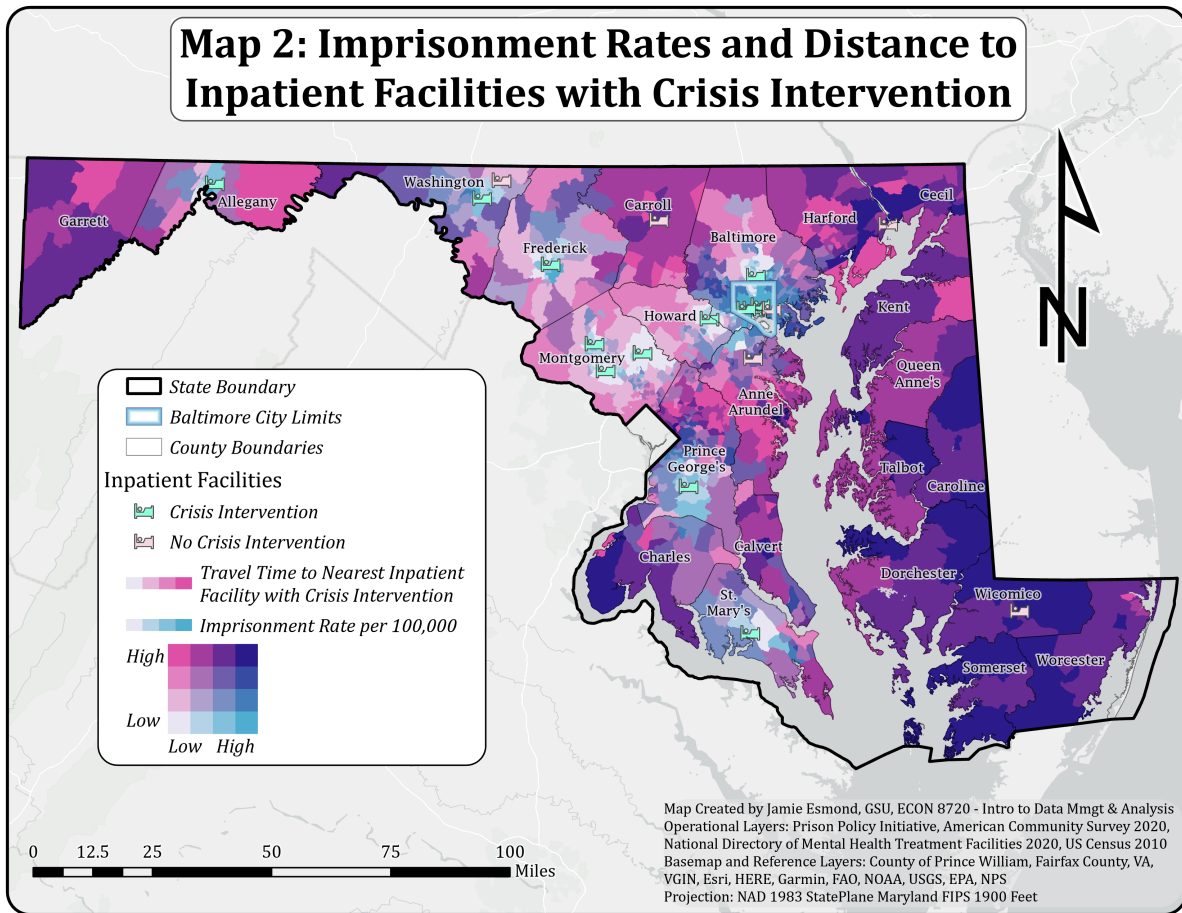 Map 2: Imprisonment Rates and Distance to
Inpatient Facilities with Crisis Intervention
Garrett
Allegany
Washington
Frederick
Carroll
Baltimore
Harford
Cecil
Howard
Montgomery
Kent
Queen
Anne's
Anne
Arundel
Prince
George's
Talbot
Caroline
Charles
Calvert
St.
Mary's
Dorchester
Wicomico
Somerset
Worcester
N
State Boundary
Baltimore City Limits
County Boundaries
Inpatient Facilities
Crisis Intervention
No Crisis Intervention
Travel Time to Nearest Inpatient
Facility with Crisis Intervention
Imprisonment Rate per 100,000
High
Low
Low High
0 12.5 25 50 75 100
Miles
Map Created by Jamie Esmond, GSU, ECON 8720 - Intro to Data Mmgt & Analysis
Operational Layers: Prison Policy Initiative, American Community Survey 2020,
National Directory of Mental Health Treatment Facilities 2020, US Census 2010
Basemap and Reference Layers: County of Prince William, Fairfax County, VA,
VGIN, Esri, HERE, Garmin, FAO, NOAA, USGS, EPA, NPS
Projection: NAD 1983 StatePlane Maryland FIPS 1900 Feet